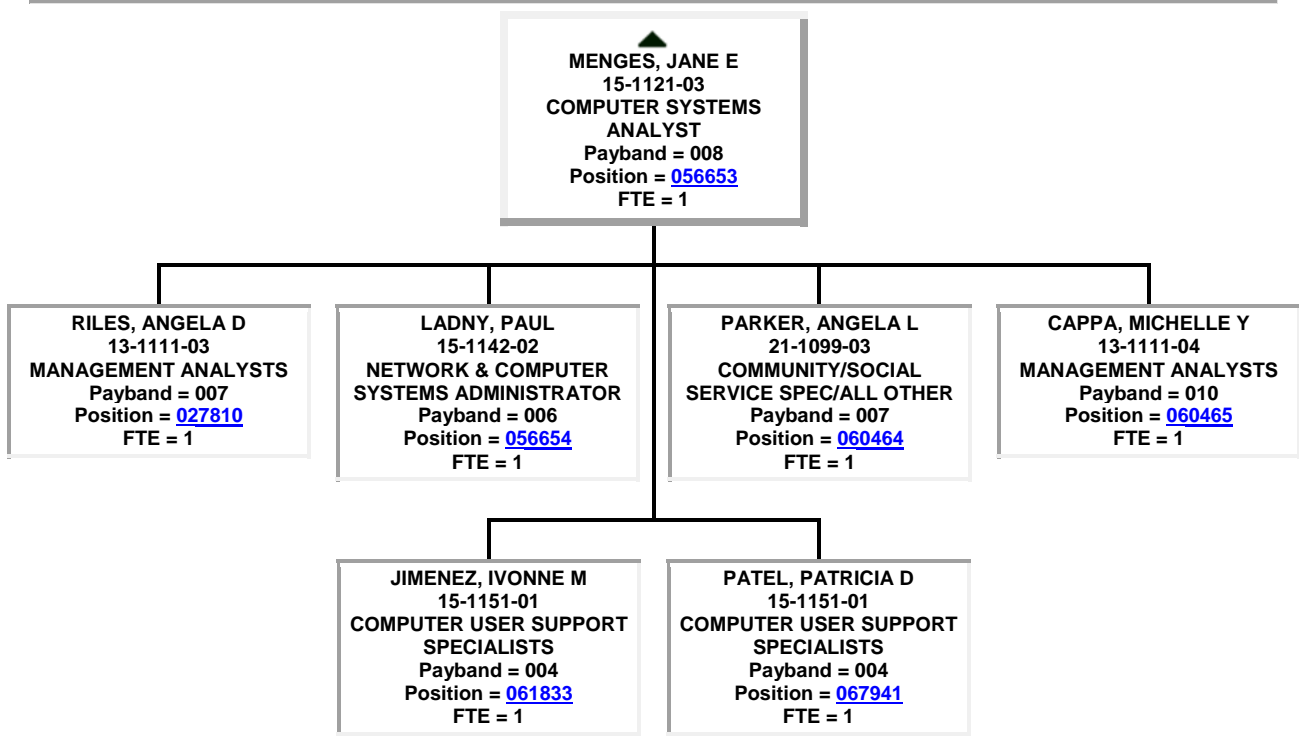 MENGES, JANE E
15-1121-03
COMPUTER SYSTEMS
ANALYST
Payband = 008
Position = 056653
FTE = 1
RILES, ANGELA D
13-1111-03
MANAGEMENT ANALYSTS
Payband = 007
Position = 027810
FTE = 1
LADNY, PAUL
15-1142-02
NETWORK & COMPUTER
SYSTEMS ADMINISTRATOR
Payband = 006
Position = 056654
FTE = 1
PARKER, ANGELA L
21-1099-03
COMMUNITY/SOCIAL
SERVICE SPEC/ALL OTHER
Payband = 007
Position = 060464
FTE = 1
CAPPA, MICHELLE Y
13-1111-04
MANAGEMENT ANALYSTS
Payband = 010
Position = 060465
FTE = 1
JIMENEZ, IVONNE M
15-1151-01
COMPUTER USER SUPPORT
SPECIALISTS
Payband = 004
Position = 061833
FTE = 1
PATEL, PATRICIA D
15-1151-01
COMPUTER USER SUPPORT
SPECIALISTS
Payband = 004
Position = 067941
FTE = 1